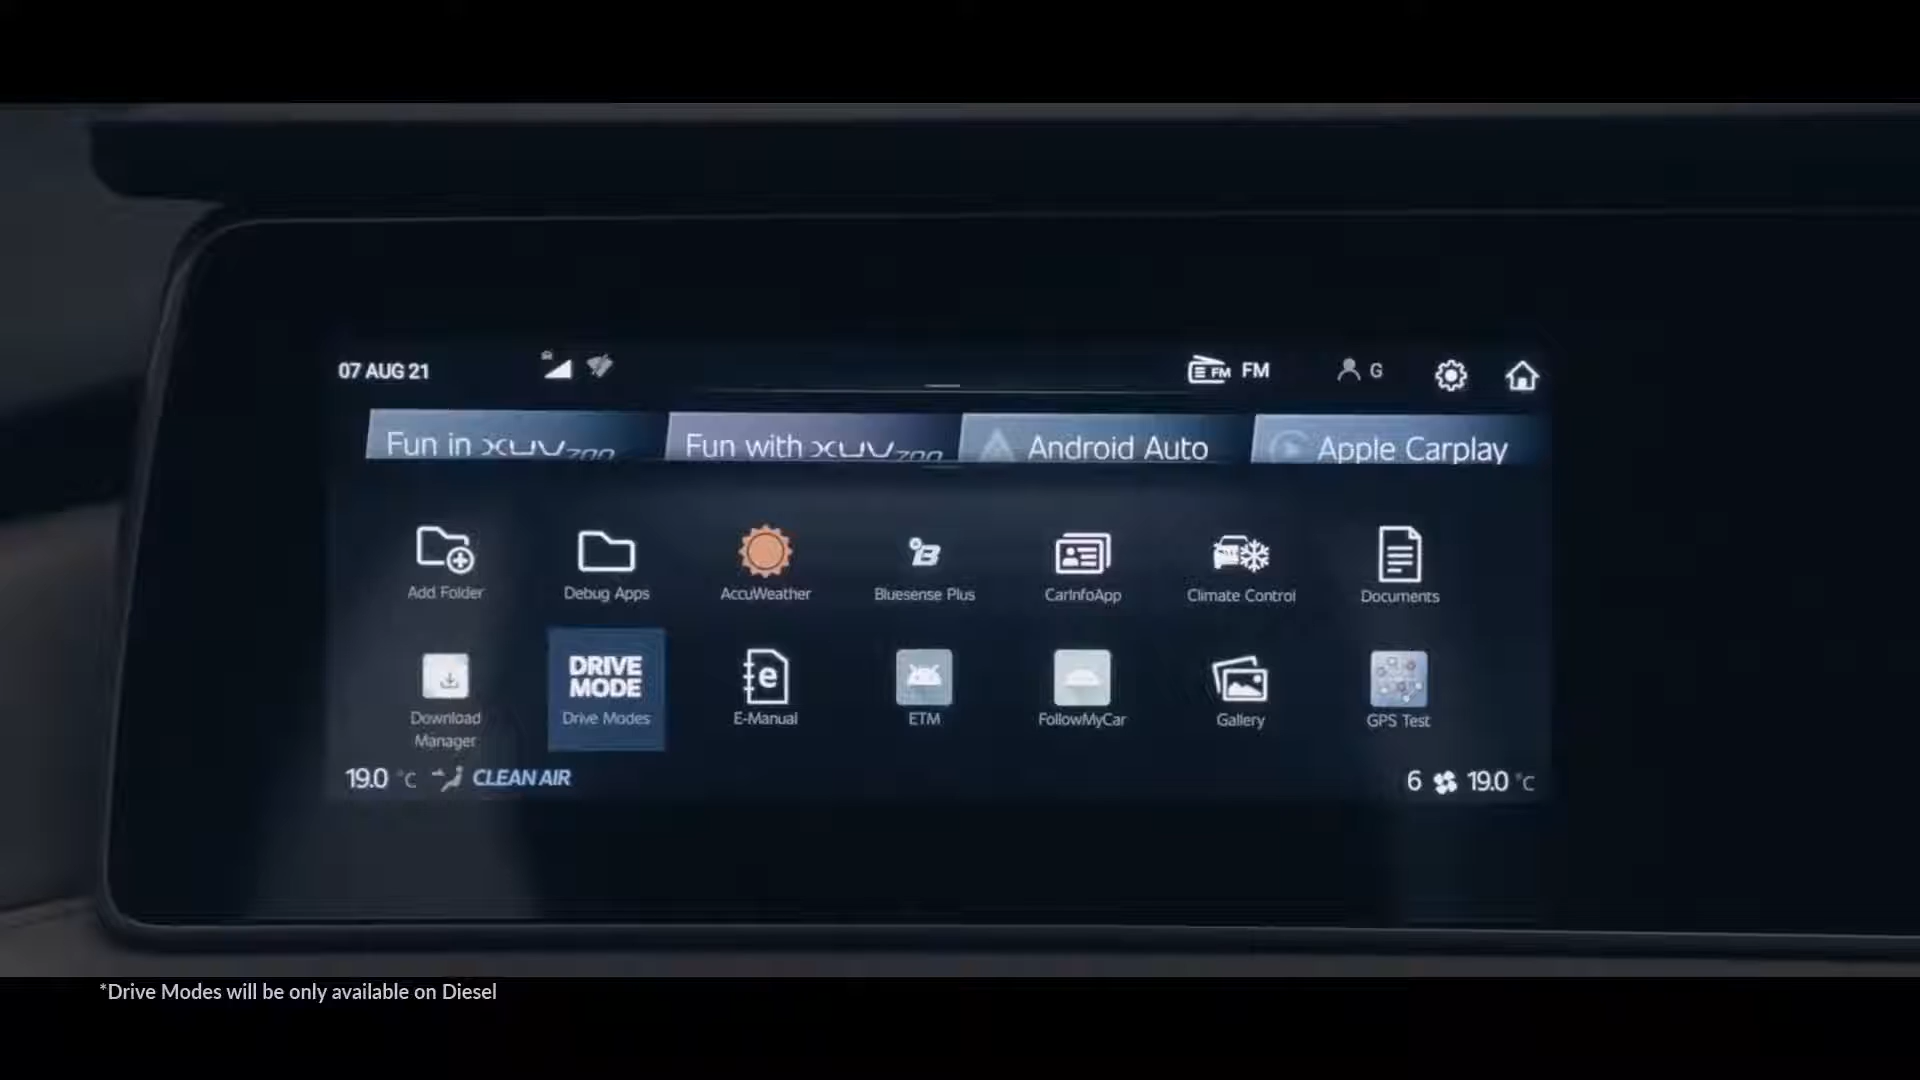 07 AUG 21
FM FM
G
Fun in XUV700
Fun with XUV700
Android Auto
Apple Carplay
Add Folder
Debug Apps
AccuWeather
Bluesense Plus
CarInfoApp
Climate Control
Documents
DRIVE
MODE
Download
Manager
Drive Modes
E-Manual
ETM
FollowMyCar
Gallery
GPS Test
19.0 °C
CLEAN AIR
6
19.0 °C
*Drive Modes will be only available on Diesel